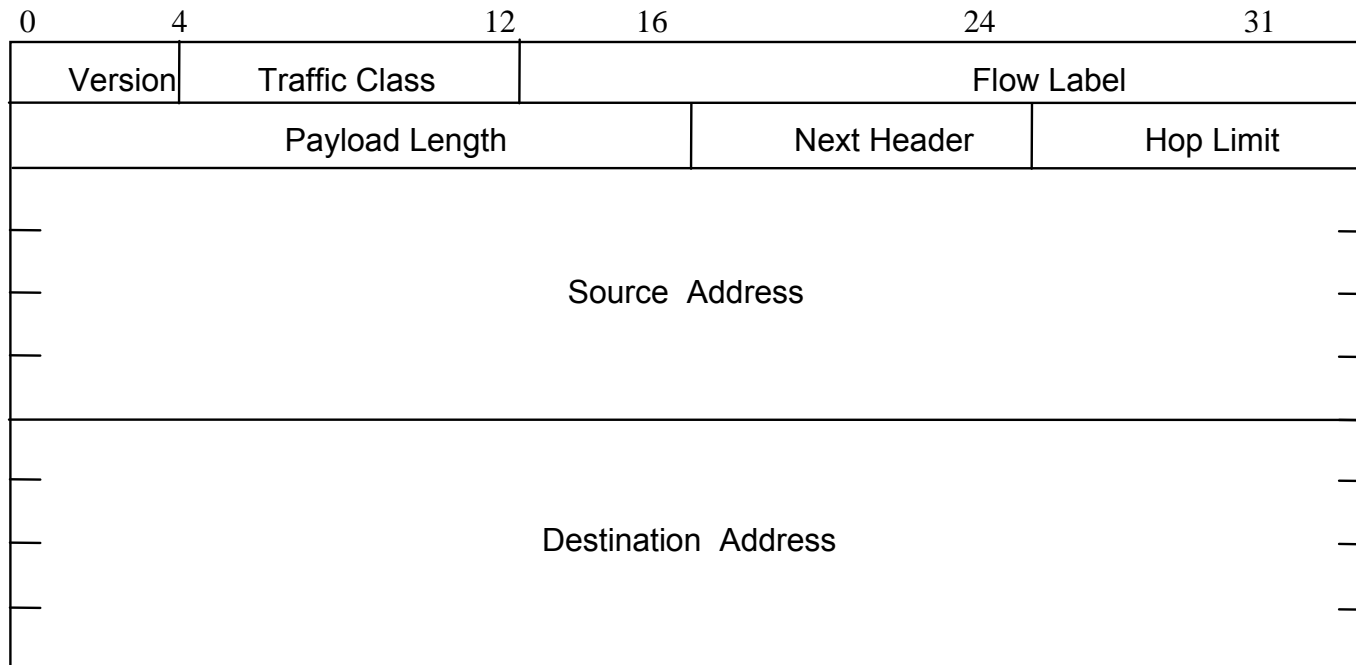 0 4 12 16 24 31
Version Traffic Class Flow Label
Payload Length Next Header Hop Limit
Source Address
Destination Address